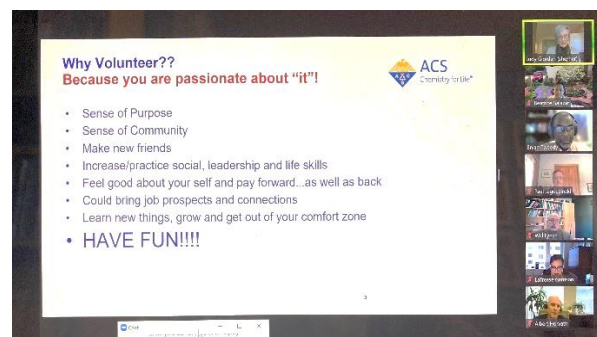 Why Volunteer??
Because you are passionate about “it”!
ACS
Chemistry for Life®
• Sense of Purpose
• Sense of Community
• Make new friends
• Increase/practice social, leadership and life skills
• Feel good about your self and pay forward...as well as back
• Could bring job prospects and connections
• Learn new things, grow and get out of your comfort zone
• HAVE FUN!!!!
3
Chat